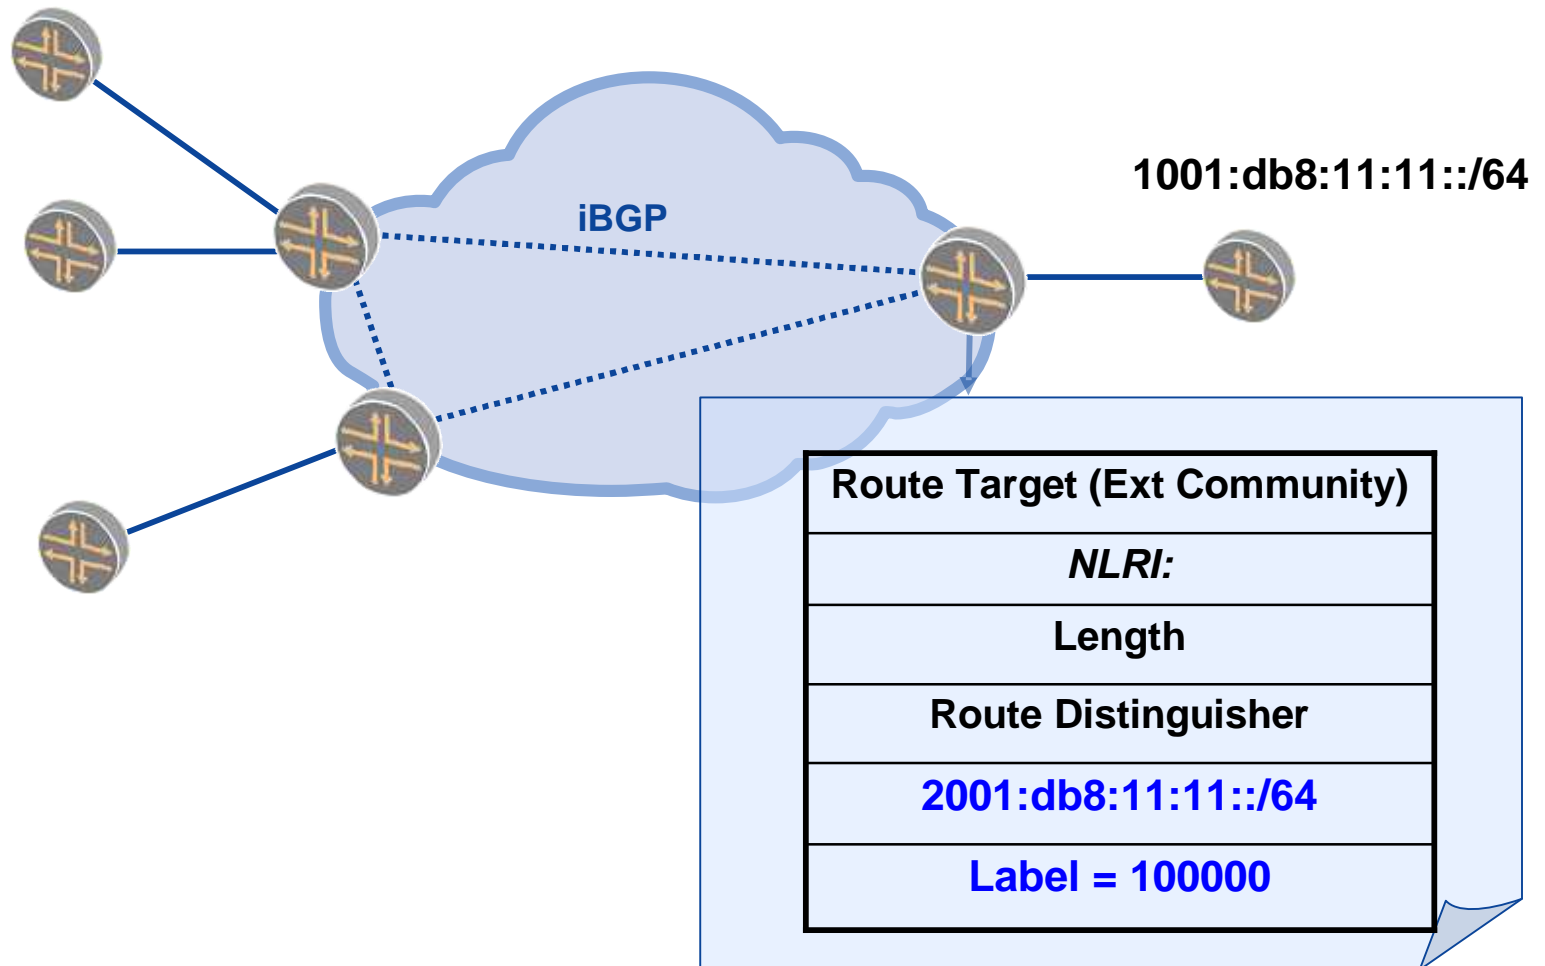 1001:db8:11:11::/64
iBGP
Route Target (Ext Community)
NLRI:
Length
Route Distinguisher
2001:db8:11:11::/64
Label = 100000